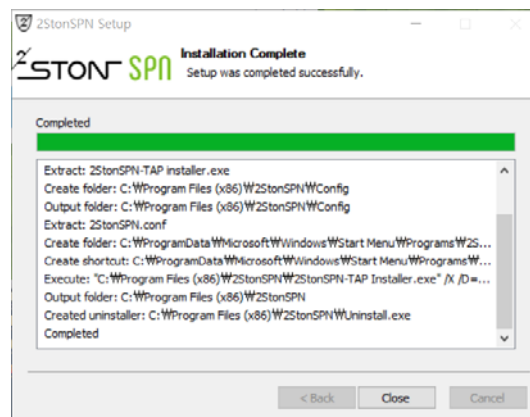 2StonSPN Setup
2STON SPN
Installation Complete
Setup was completed successfully.
Completed
Extract: 2StonSPN-TAP installer.exe
Create folder: C:₩Program Files (x86)₩2StonSPN₩Config
Output folder: C:₩Program Files (x86)₩2StonSPN₩Config
Extract: 2StonSPN.conf
Create folder: C:₩ProgramData₩Microsoft₩Windows₩Start Menu₩Programs₩2S...
Create shortcut: C:₩ProgramData₩Microsoft₩Windows₩Start Menu₩Programs₩...
Execute: "C:₩Program Files (x86)₩2StonSPN₩2StonSPN-TAP Installer.exe" /X /D=...
Output folder: C:₩Program Files (x86)₩2StonSPN
Created uninstaller: C:₩Program Files (x86)₩2StonSPN₩Uninstall.exe
Completed
< Back Close Cancel